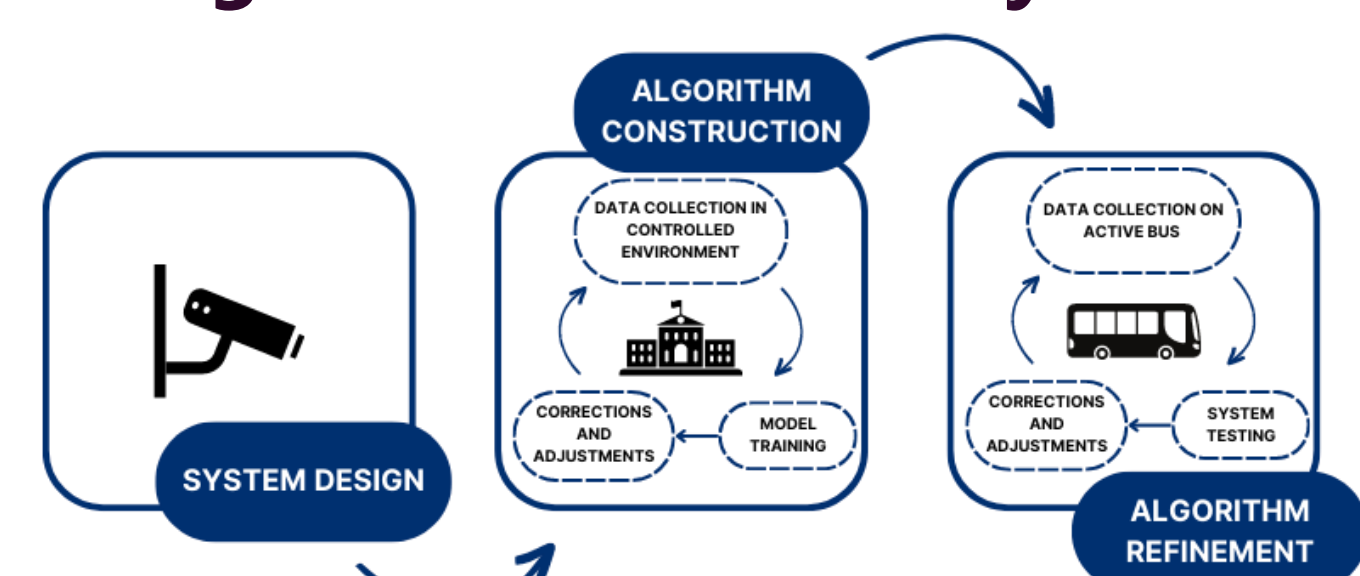 SYSTEM DESIGN
ALGORITHM
CONSTRUCTION
DATA COLLECTION IN
CONTROLLED
ENVIRONMENT
MODEL
TRAINING
CORRECTIONS
AND
ADJUSTMENTS
DATA COLLECTION ON
ACTIVE BUS
SYSTEM
TESTING
CORRECTIONS
AND
ADJUSTMENTS
ALGORITHM
REFINEMENT